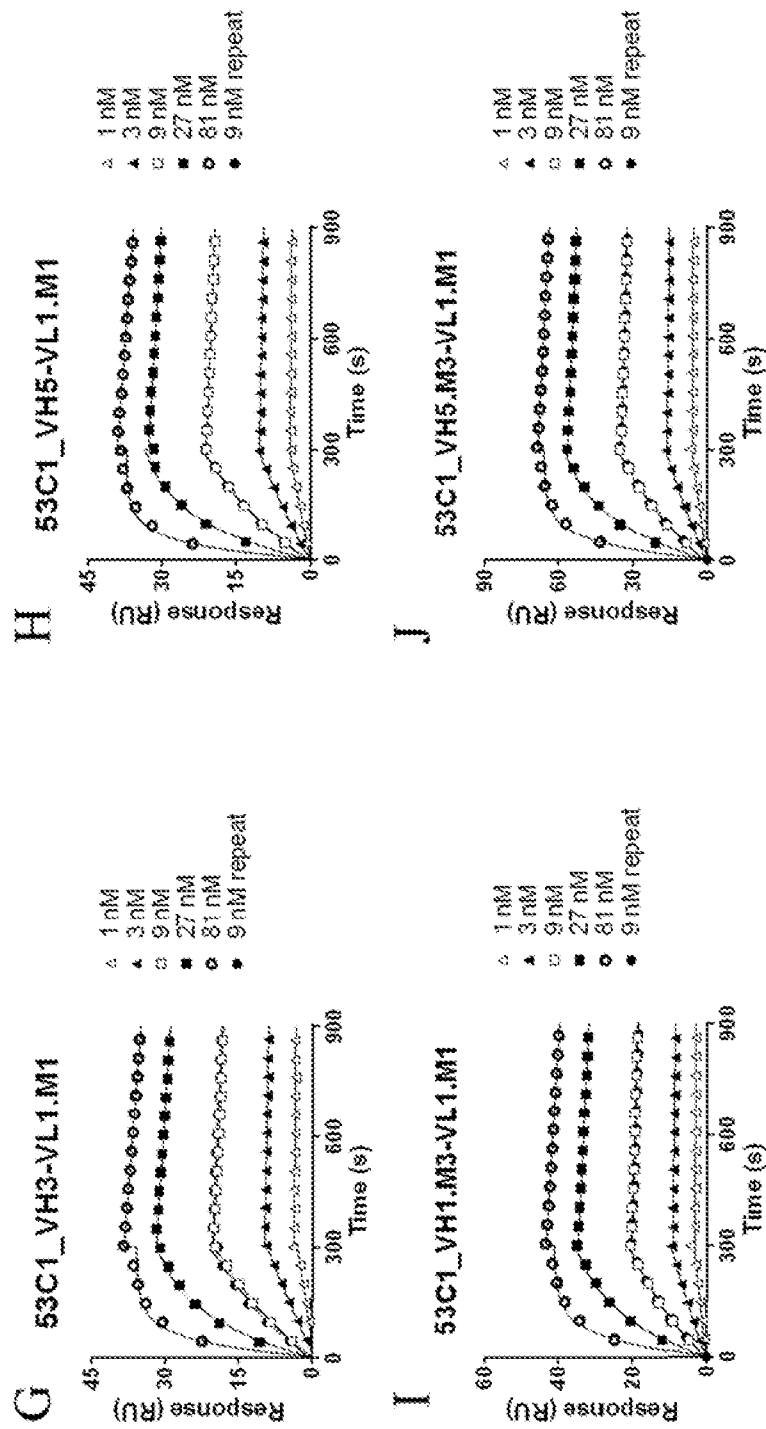 G
53C1_VH3-VL1.M1
Response (RU)
45
30
15
0
0
300
600
900
Time (s)
1 nM
3 nM
9 nM
27 nM
81 nM
9 nM repeat
H
53C1_VH5-VL1.M1
Response (RU)
45
30
15
0
0
300
600
900
Time (s)
1 nM
3 nM
9 nM
27 nM
81 nM
9 nM repeat
I
53C1_VH1.M3-VL1.M1
Response (RU)
60
40
20
0
0
300
600
900
Time (s)
1 nM
3 nM
9 nM
27 nM
81 nM
9 nM repeat
J
53C1_VH5.M3-VL1.M1
Response (RU)
90
60
30
0
0
300
600
900
Time (s)
1 nM
3 nM
9 nM
27 nM
81 nM
9 nM repeat